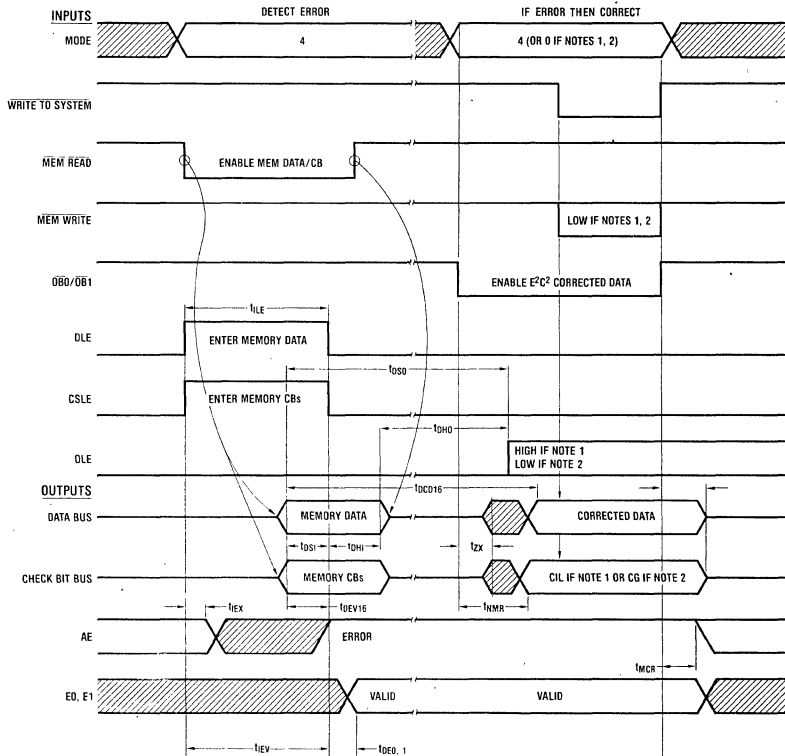 INPUTS
DETECT ERROR
IF ERROR THEN CORRECT
MODE
4
4 (OR 0 IF NOTES 1, 2)
WRITE TO SYSTEM
MEM READ
ENABLE MEM DATA/CB
MEM WRITE
LOW IF NOTES 1, 2
OB0/OB1
ENABLE E²C² CORRECTED DATA
tILE
DLE
ENTER MEMORY DATA
tDSO
CSLE
ENTER MEMORY CBs
tDHO
DLE
HIGH IF NOTE 1
LOW IF NOTE 2
tDCD16
OUTPUTS
DATA BUS
MEMORY DATA
CORRECTED DATA
tDSI
tDHI
tZX
CHECK BIT BUS
MEMORY CBs
CIL IF NOTE 1 OR CG IF NOTE 2
tIEX
tDEV16
tNMR
AE
ERROR
tMCR
E0, E1
VALID
VALID
tIEV
tDE0, 1